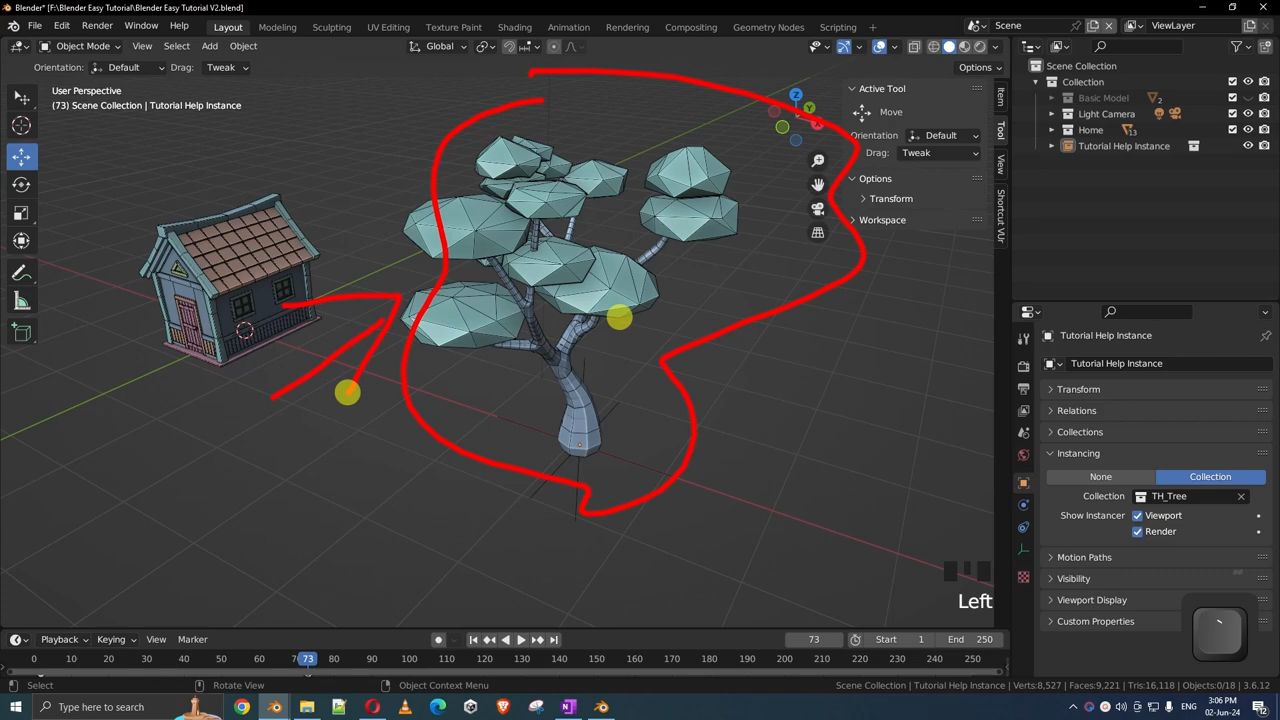 Blender* [F:\Blender Easy Tutorial\Blender Easy Tutorial V2.blend]
File Edit Render Window Help Layout Modeling Sculpting UV Editing Texture Paint Shading Animation Rendering Compositing Geometry Nodes Scripting + Scene ViewLayer
Object Mode View Select Add Object Global Options
Orientation: Default Drag: Tweak
User Perspective
(73) Scene Collection | Tutorial Help Instance
Z
Y
X
Active Tool
Move
Orientation Default
Drag: Tweak
Options
Transform
Workspace
Item
Tool
View
Shortcut VUr
Scene Collection
Collection
Basic Model 2
Light Camera
Home 13
Tutorial Help Instance
Tutorial Help Instance
Tutorial Help Instance
Transform
Relations
Collections
Instancing
None Collection
Collection TH_Tree
Show Instancer Viewport
Render
Motion Paths
Visibility
Viewport Display
Custom Properties
Left
Playback Keying View Marker 73 Start 1 End 250
0 10 20 30 40 50 60 73 80 90 100 110 120 130 140 150 160 170 180 190 200 210 220 230 240 250
Select Rotate View Object Context Menu Scene Collection | Tutorial Help Instance | Verts:8,527 | Faces:9,221 | Tris:16,118 | Objects:0/18 | 3.6.12
Type here to search ENG 3:06 PM
02-Jun-24